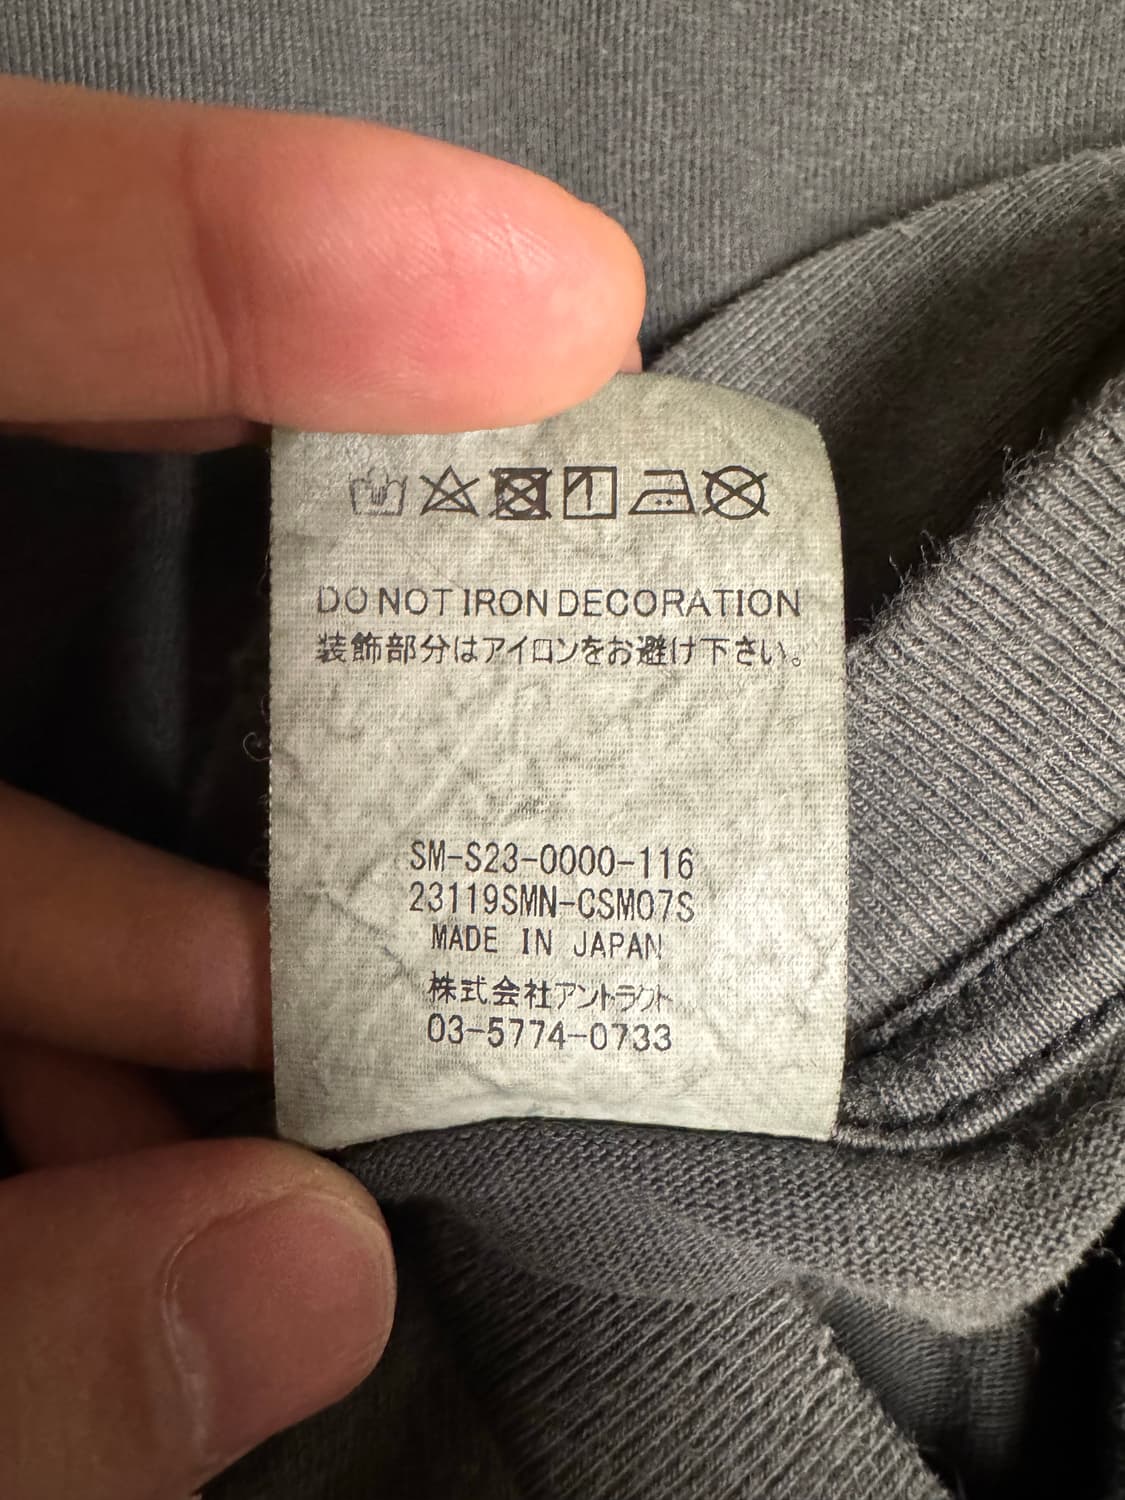 DO NOT IRON DECORATION
装飾部分はアイロンをお避け下さい。
SM-S23-0000-116
23119SMN-CSM07S
MADE IN JAPAN
株式会社アントラクト
03-5774-0733